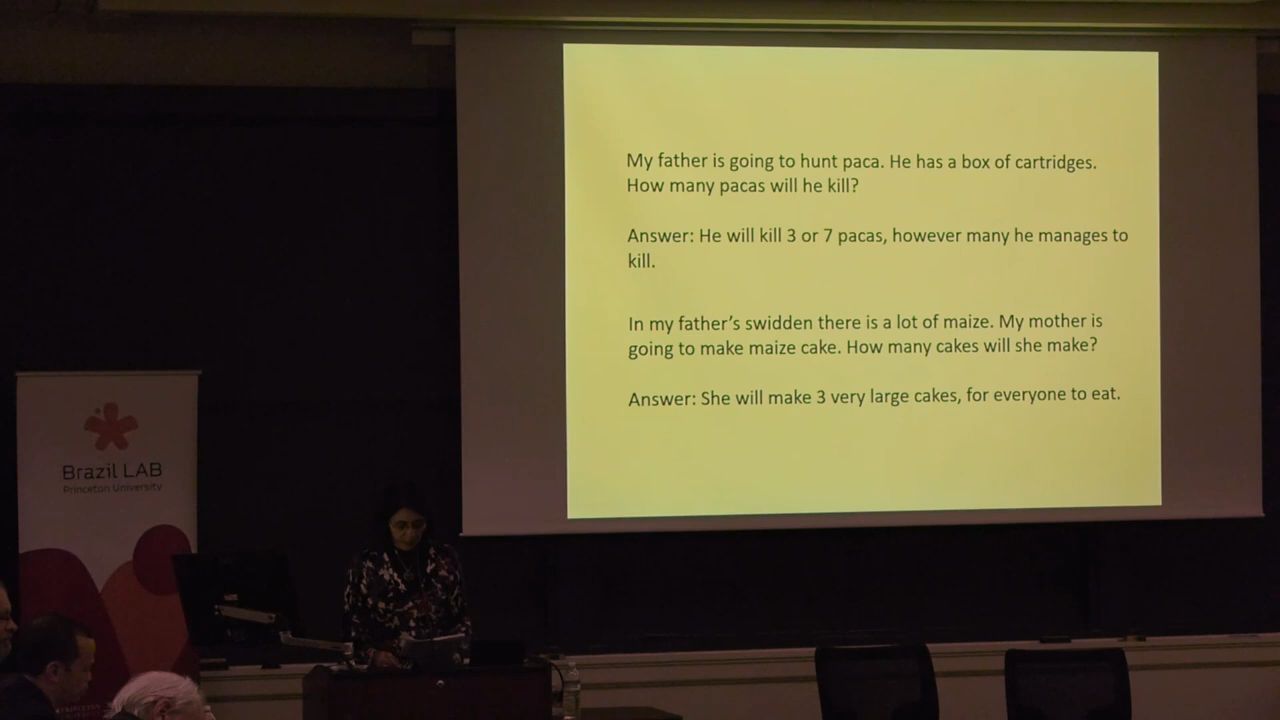 My father is going to hunt paca. He has a box of cartridges.
How many pacas will he kill?
Answer: He will kill 3 or 7 pacas, however many he manages to
kill.
In my father’s swidden there is a lot of maize. My mother is
going to make maize cake. How many cakes will she make?
Answer: She will make 3 very large cakes, for everyone to eat.
Brazil LAB
Princeton University